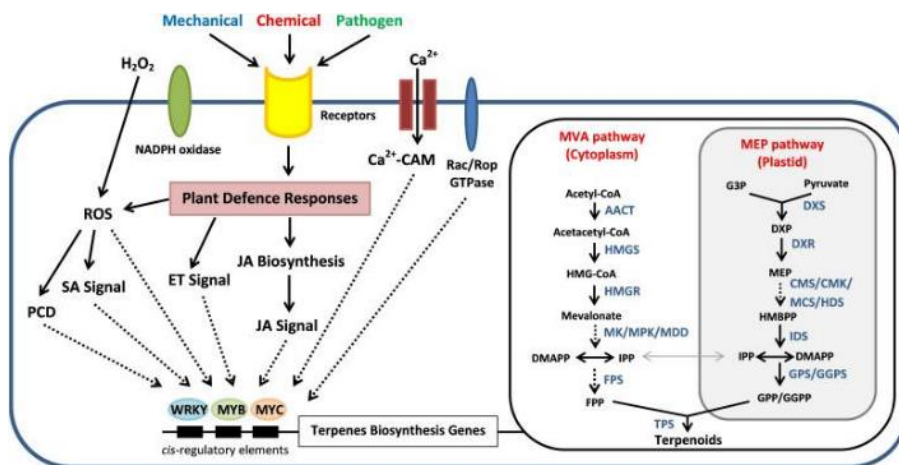 Mechanical Chemical Pathogen
H₂O₂
Ca²⁺
NADPH oxidase
Receptors
Ca²⁺-CAM
Rac/Rop
GTPase
Plant Defence Responses
ROS
SA Signal
PCD
ET Signal
JA Biosynthesis
JA Signal
WRKY MYB MYC
cis-regulatory elements
Terpenes Biosynthesis Genes
MVA pathway
(Cytoplasm)
Acetyl-CoA
AACT
Acetacetyl-CoA
HMGS
HMG-CoA
HMGR
Mevalonate
MK/MPK/MDD
DMAPP IPP
FPS
FPP
MEP pathway
(Plastid)
G3P Pyruvate
DXS
DXP
DXR
MEP
CMS/CMK/
MCS/HDS
HMBPP
IDS
IPP DMAPP
GPS/GGPS
GPP/GGPP
TPS
Terpenoids